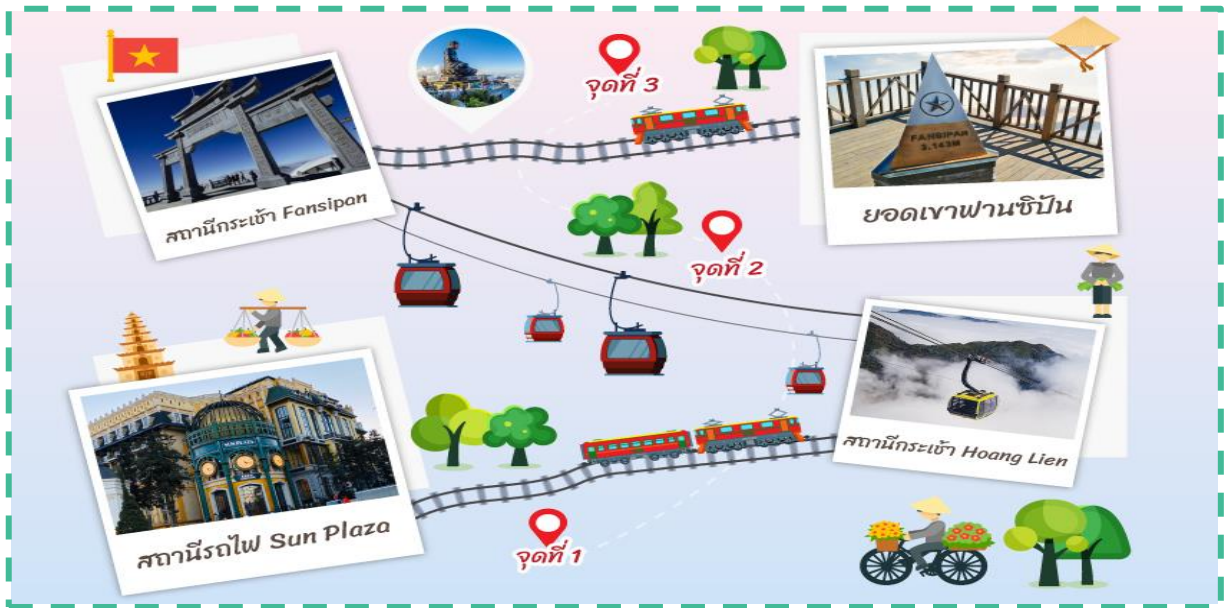 จุดที่ 3
FANSIPAN
3.143M
สถานีกระเช้า Fansipan
ยอดเขาฟานซิปัน
จุดที่ 2
SUN PLAZA
สถานีกระเช้า Hoang Lien
สถานีรถไฟ Sun Plaza
จุดที่ 1